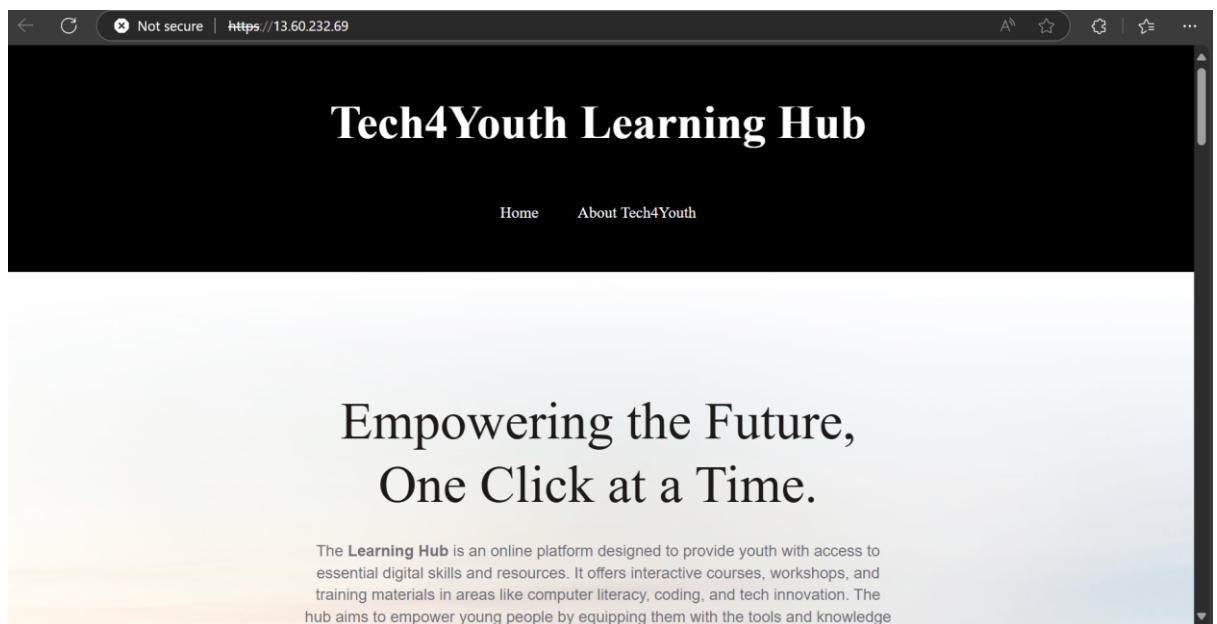 Not secure | https://13.60.232.69
Tech4Youth Learning Hub
Home About Tech4Youth
Empowering the Future,
One Click at a Time.
The Learning Hub is an online platform designed to provide youth with access to
essential digital skills and resources. It offers interactive courses, workshops, and
training materials in areas like computer literacy, coding, and tech innovation. The
hub aims to empower young people by equipping them with the tools and knowledge